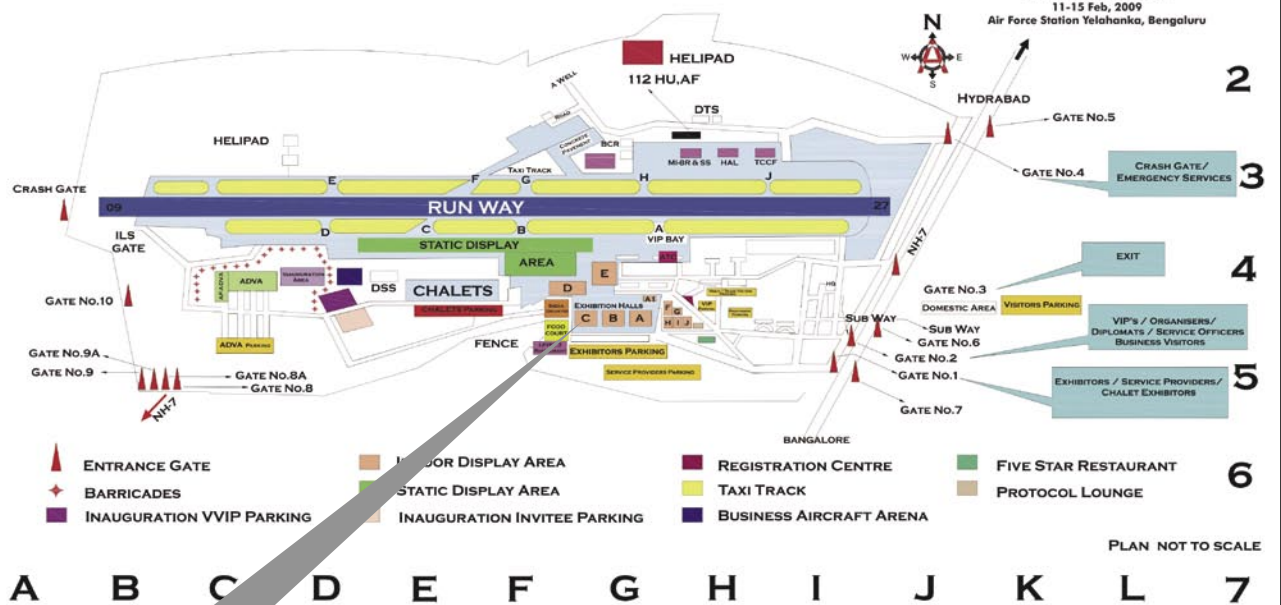 11-15 Feb, 2009
Air Force Station Yelahanka, Bengaluru
N
W
E
S
2
HELIPAD
112 HU,AF
A WELL
ROAD
DTS
HYDRABAD
GATE No.5
HELIPAD
CONCRETE PAVEMENT
BCR
MI-BR & SS
HAL
TCCF
TAXI TRACK
GATE No.4
CRASH GATE/
EMERGENCY SERVICES
3
CRASH GATE
E
F
G
H
J
09
RUN WAY
27
D
C
B
A
ILS
GATE
STATIC DISPLAY
AREA
VIP BAY
ATC
NH-7
EXIT
4
ADVA
INAUGURATION
AREA
DSS
CHALETS
D
E
GATE No.10
GATE No.3
DOMESTIC AREA
VISITORS PARKING
CHALETS PARKING
EXHIBITION HALLS
A1
C
B
A
F
G
H
I
J
VIP
PARKING
HG
SUB WAY
SUB WAY
GATE No.6
VIP'S / ORGANISERS/
DIPLOMATS / SERVICE OFFICERS
BUSINESS VISITORS
FOOD
COURT
ADVA PARKING
FENCE
EXHIBITORS PARKING
GATE No.2
GATE No.9A
GATE No.9
GATE No.8A
GATE No.8
SERVICE PROVIDERS PARKING
GATE No.1
EXHIBITORS / SERVICE PROVIDERS/
CHALET EXHIBITORS
5
NH-7
GATE No.7
BANGALORE
ENTRANCE GATE
BARRICADES
INAUGURATION VVIP PARKING
DOOR DISPLAY AREA
STATIC DISPLAY AREA
INAUGURATION INVITEE PARKING
REGISTRATION CENTRE
TAXI TRACK
BUSINESS AIRCRAFT ARENA
FIVE STAR RESTAURANT
PROTOCOL LOUNGE
6
PLAN NOT TO SCALE
A B C D E F G H I J K L 7